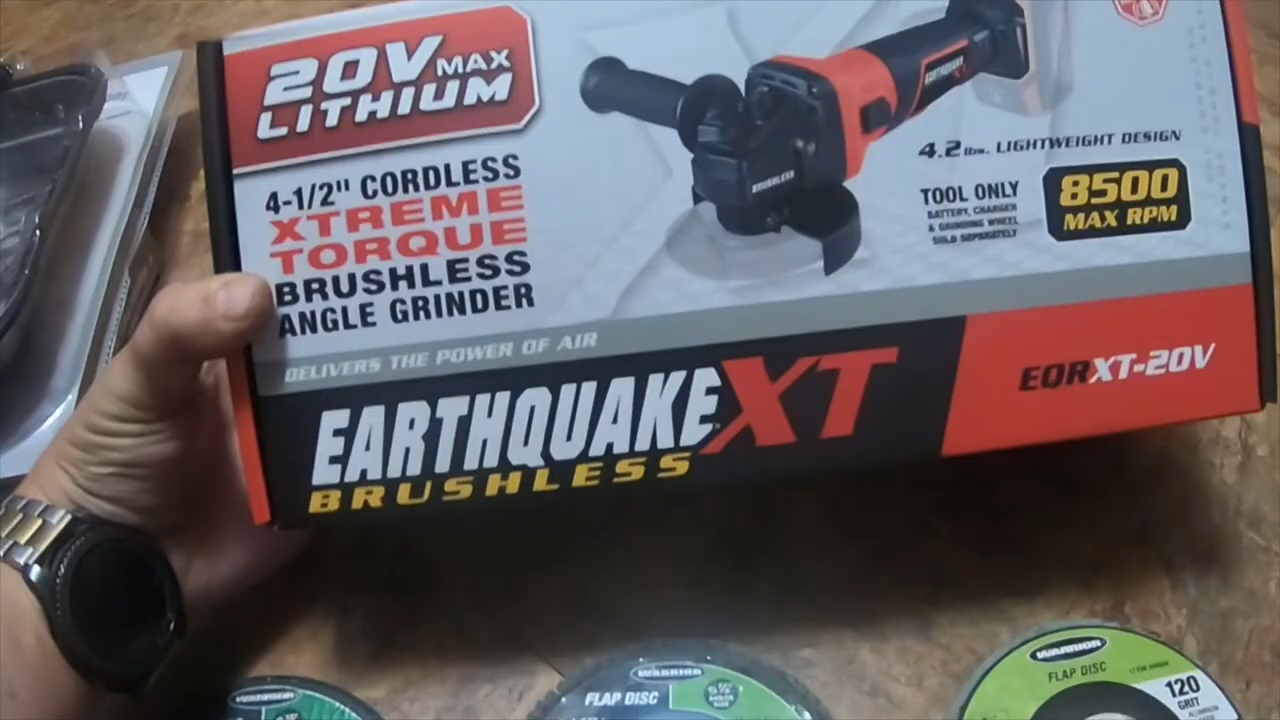 20V MAX
LITHIUM
4-1/2" CORDLESS
XTREME
TORQUE
BRUSHLESS
ANGLE GRINDER
EARTHQUAKE
XT
BRUSHLESS
4.2 lbs. LIGHTWEIGHT DESIGN
TOOL ONLY
BATTERY, CHARGER
& GRINDING WHEEL
SOLD SEPARATELY
8500
MAX RPM
DELIVERS THE POWER OF AIR
EARTHQUAKE XT
BRUSHLESS
EQRXT-20V
WARRIOR
FLAP DISC
WARRIOR
FLAP DISC
120
GRIT